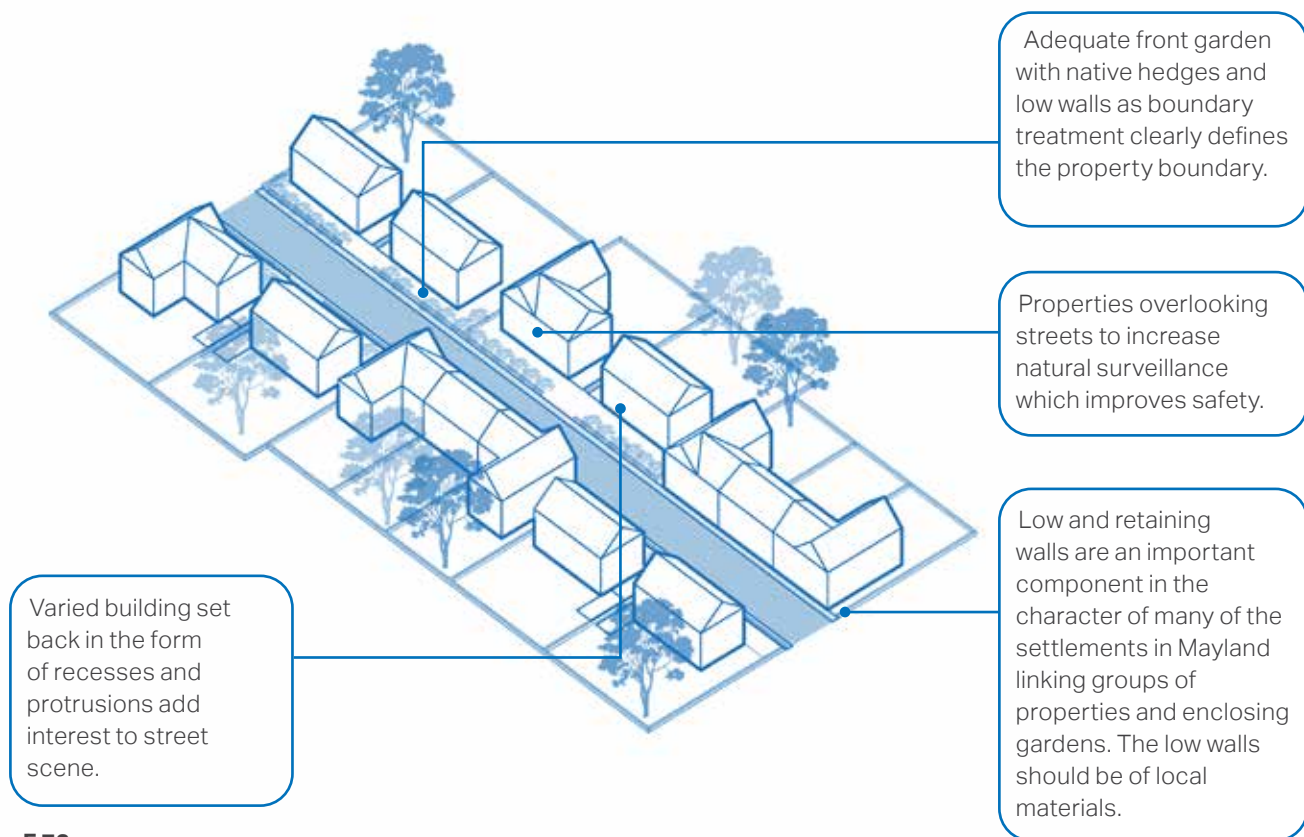 Adequate front garden
with native hedges and
low walls as boundary
treatment clearly defines
the property boundary.
Properties overlooking
streets to increase
natural surveillance
which improves safety.
Low and retaining
walls are an important
component in the
character of many of the
settlements in Mayland
linking groups of
properties and enclosing
gardens. The low walls
should be of local
materials.
Varied building set
back in the form
of recesses and
protrusions add
interest to street
scene.